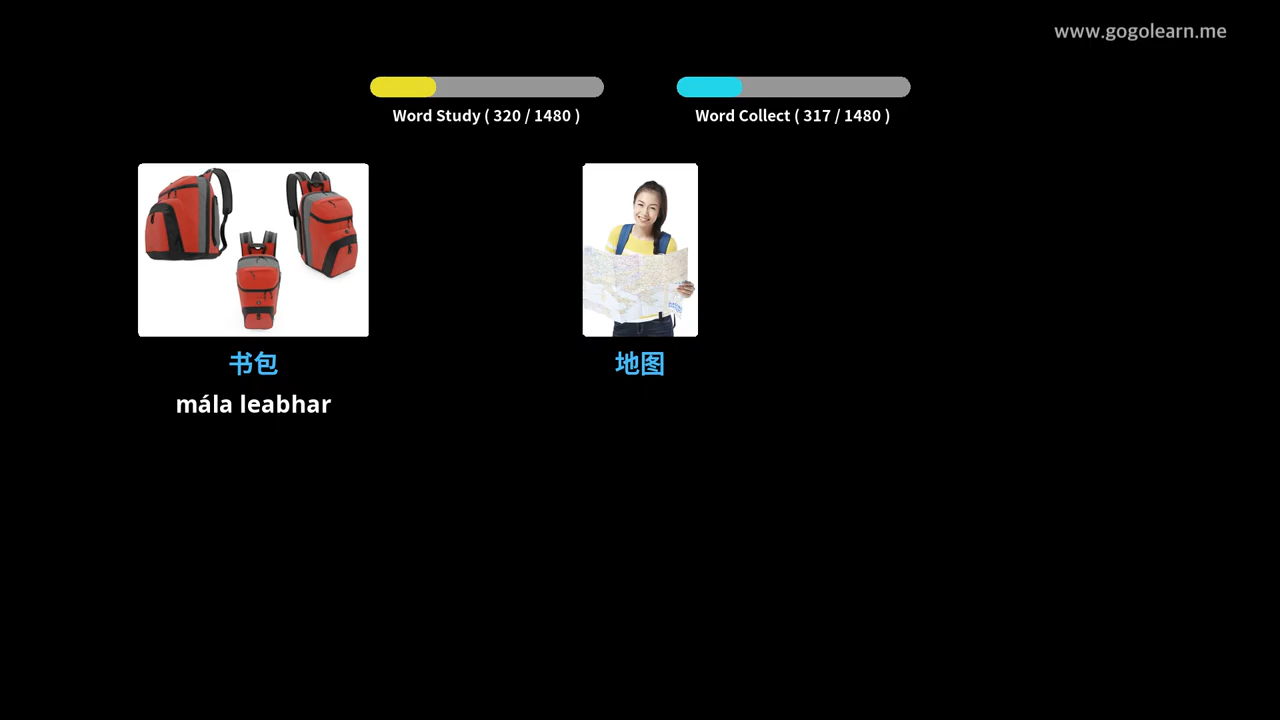 www.gogolearn.me
Word Study ( 320 / 1480 )
Word Collect ( 317 / 1480 )
书包
地图
mála leabhar